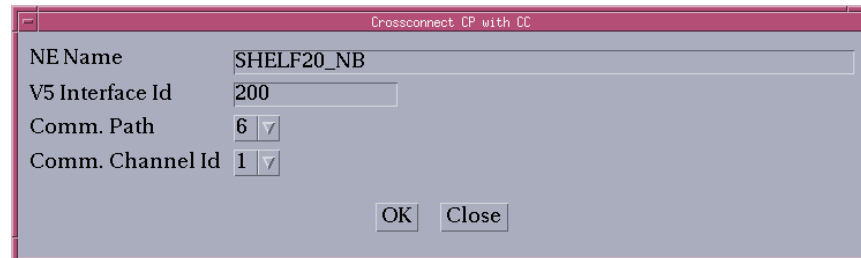 Crossconnect CP with CC
NE Name SHELF20_NB
V5 Interface Id 200
Comm. Path 6
Comm. Channel Id 1
OK Close